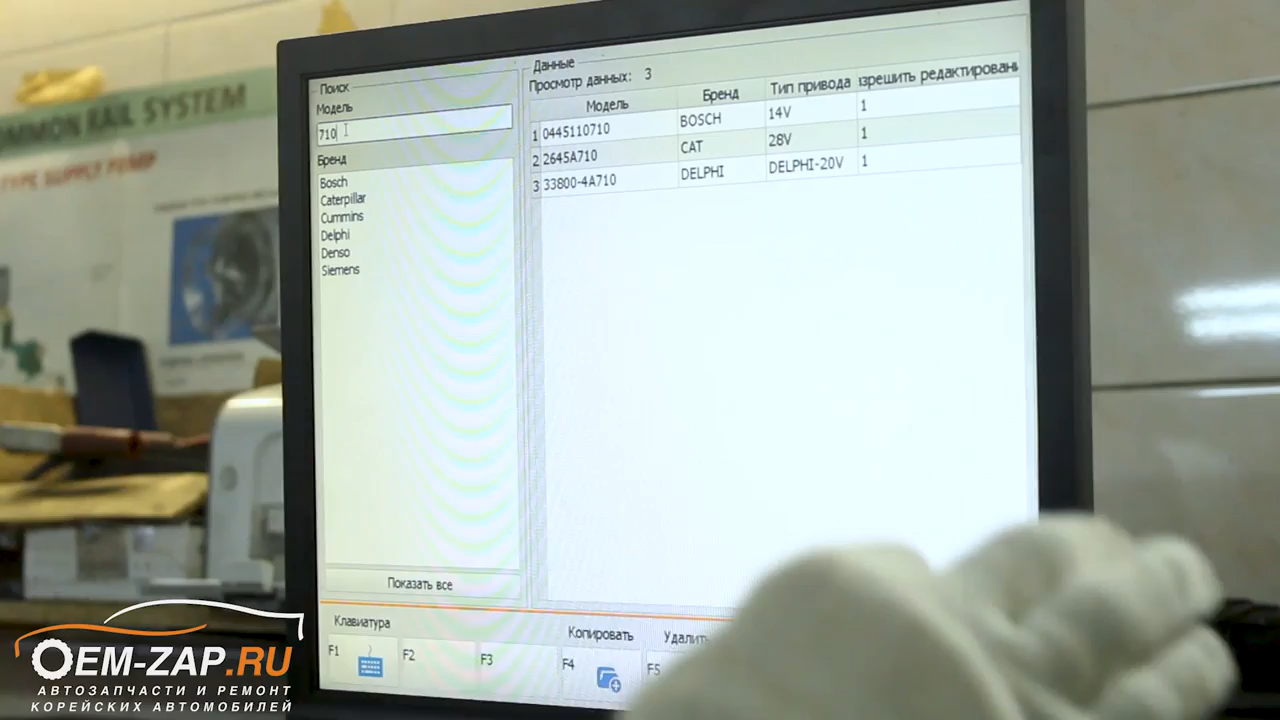 OMMON RAIL SYSTEM
TYPE SUPPLY PUMP
Поиск
Модель
710
Бренд
Bosch
Caterpillar
Cummins
Delphi
Denso
Siemens
Показать все
Данные
Просмотр данных: 3
Модель Бренд Тип привода зрешить редактировани
1 0445110710 BOSCH 14V 1
2 2645A710 CAT 28V 1
3 33800-4A710 DELPHI DELPHI-20V 1
Клавиатура Копировать Удалить
F1 F2 F3 F4 F5
OEM-ZAP.RU
АВТОЗАПЧАСТИ И РЕМОНТ
КОРЕЙСКИХ АВТОМОБИЛЕЙ